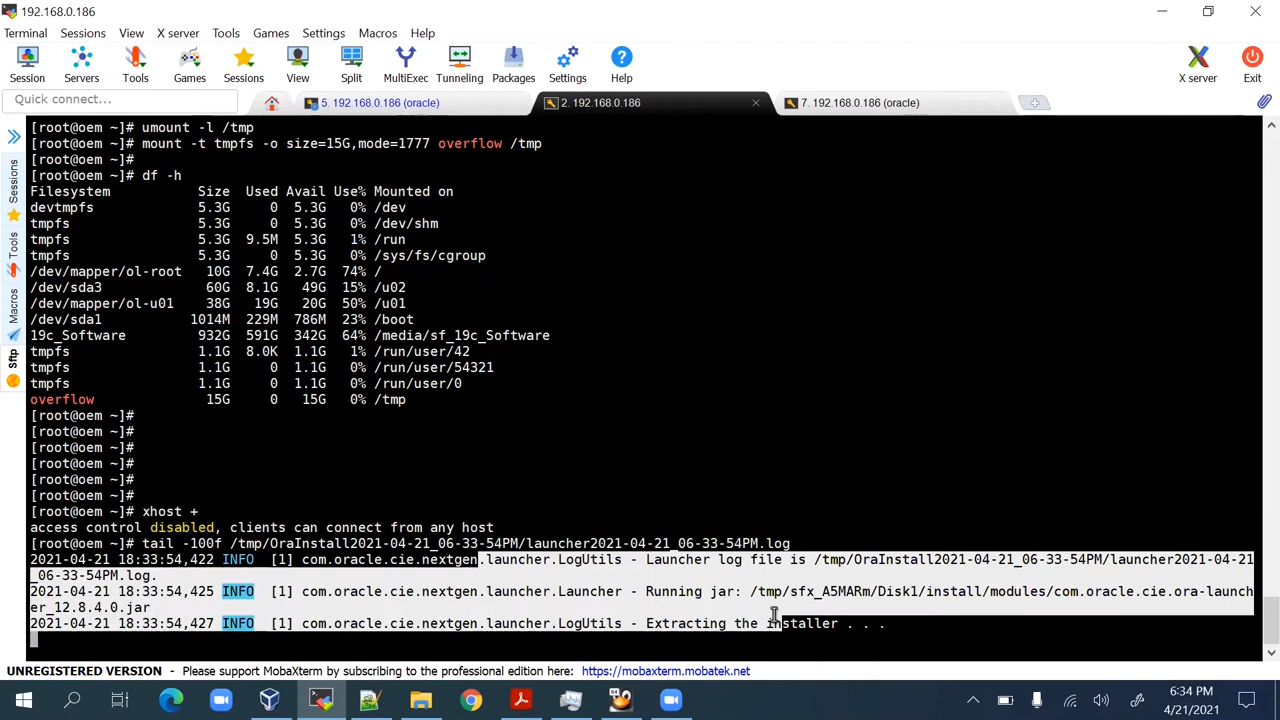 192.168.0.186
Terminal Sessions View X server Tools Games Settings Macros Help
Session Servers Tools Games Sessions View Split MultiExec Tunneling Packages Settings Help X server Exit
Quick connect...
5. 192.168.0.186 (oracle)
2. 192.168.0.186
7. 192.168.0.186 (oracle)
Sessions
Tools
Macros
Sftp
[root@oem ~]# umount -l /tmp
[root@oem ~]# mount -t tmpfs -o size=15G,mode=1777 overflow /tmp
[root@oem ~]#
[root@oem ~]# df -h
Filesystem Size Used Avail Use% Mounted on
devtmpfs 5.3G 0 5.3G 0% /dev
tmpfs 5.3G 0 5.3G 0% /dev/shm
tmpfs 5.3G 9.5M 5.3G 1% /run
tmpfs 5.3G 0 5.3G 0% /sys/fs/cgroup
/dev/mapper/ol-root 10G 7.4G 2.7G 74% /
/dev/sda3 60G 8.1G 49G 15% /u02
/dev/mapper/ol-u01 38G 19G 20G 50% /u01
/dev/sda1 1014M 229M 786M 23% /boot
19c_Software 932G 591G 342G 64% /media/sf_19c_Software
tmpfs 1.1G 8.0K 1.1G 1% /run/user/42
tmpfs 1.1G 0 1.1G 0% /run/user/54321
tmpfs 1.1G 0 1.1G 0% /run/user/0
overflow 15G 0 15G 0% /tmp
[root@oem ~]#
[root@oem ~]#
[root@oem ~]#
[root@oem ~]#
[root@oem ~]#
[root@oem ~]#
[root@oem ~]# xhost +
access control disabled, clients can connect from any host
[root@oem ~]# tail -100f /tmp/OraInstall2021-04-21_06-33-54PM/launcher2021-04-21_06-33-54PM.log
2021-04-21 18:33:54,422 INFO [1] com.oracle.cie.nextgen.launcher.LogUtils - Launcher log file is /tmp/OraInstall2021-04-21_06-33-54PM/launcher2021-04-21
_06-33-54PM.log.
2021-04-21 18:33:54,425 INFO [1] com.oracle.cie.nextgen.launcher.Launcher - Running jar: /tmp/sfx_A5MARm/Disk1/install/modules/com.oracle.cie.ora-launch
er_12.8.4.0.jar
2021-04-21 18:33:54,427 INFO [1] com.oracle.cie.nextgen.launcher.LogUtils - Extracting the installer . . .
UNREGISTERED VERSION - Please support MobaXterm by subscribing to the professional edition here: https://mobaxterm.mobatek.net
6:34 PM
4/21/2021